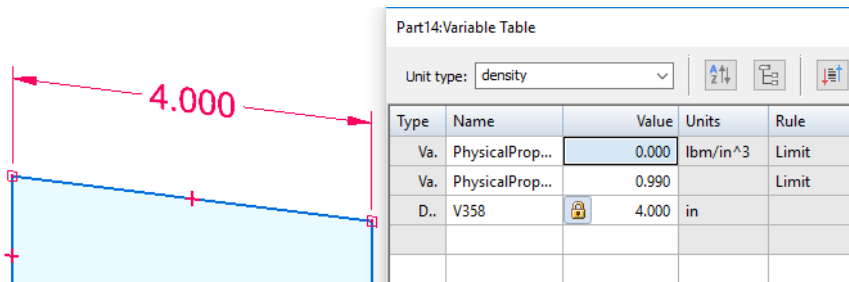 4.000
Part14:Variable Table
Unit type: density
Type Name Value Units Rule
Va. PhysicalProp... 0.000 lbm/in^3 Limit
Va. PhysicalProp... 0.990 Limit
D.. V358 4.000 in